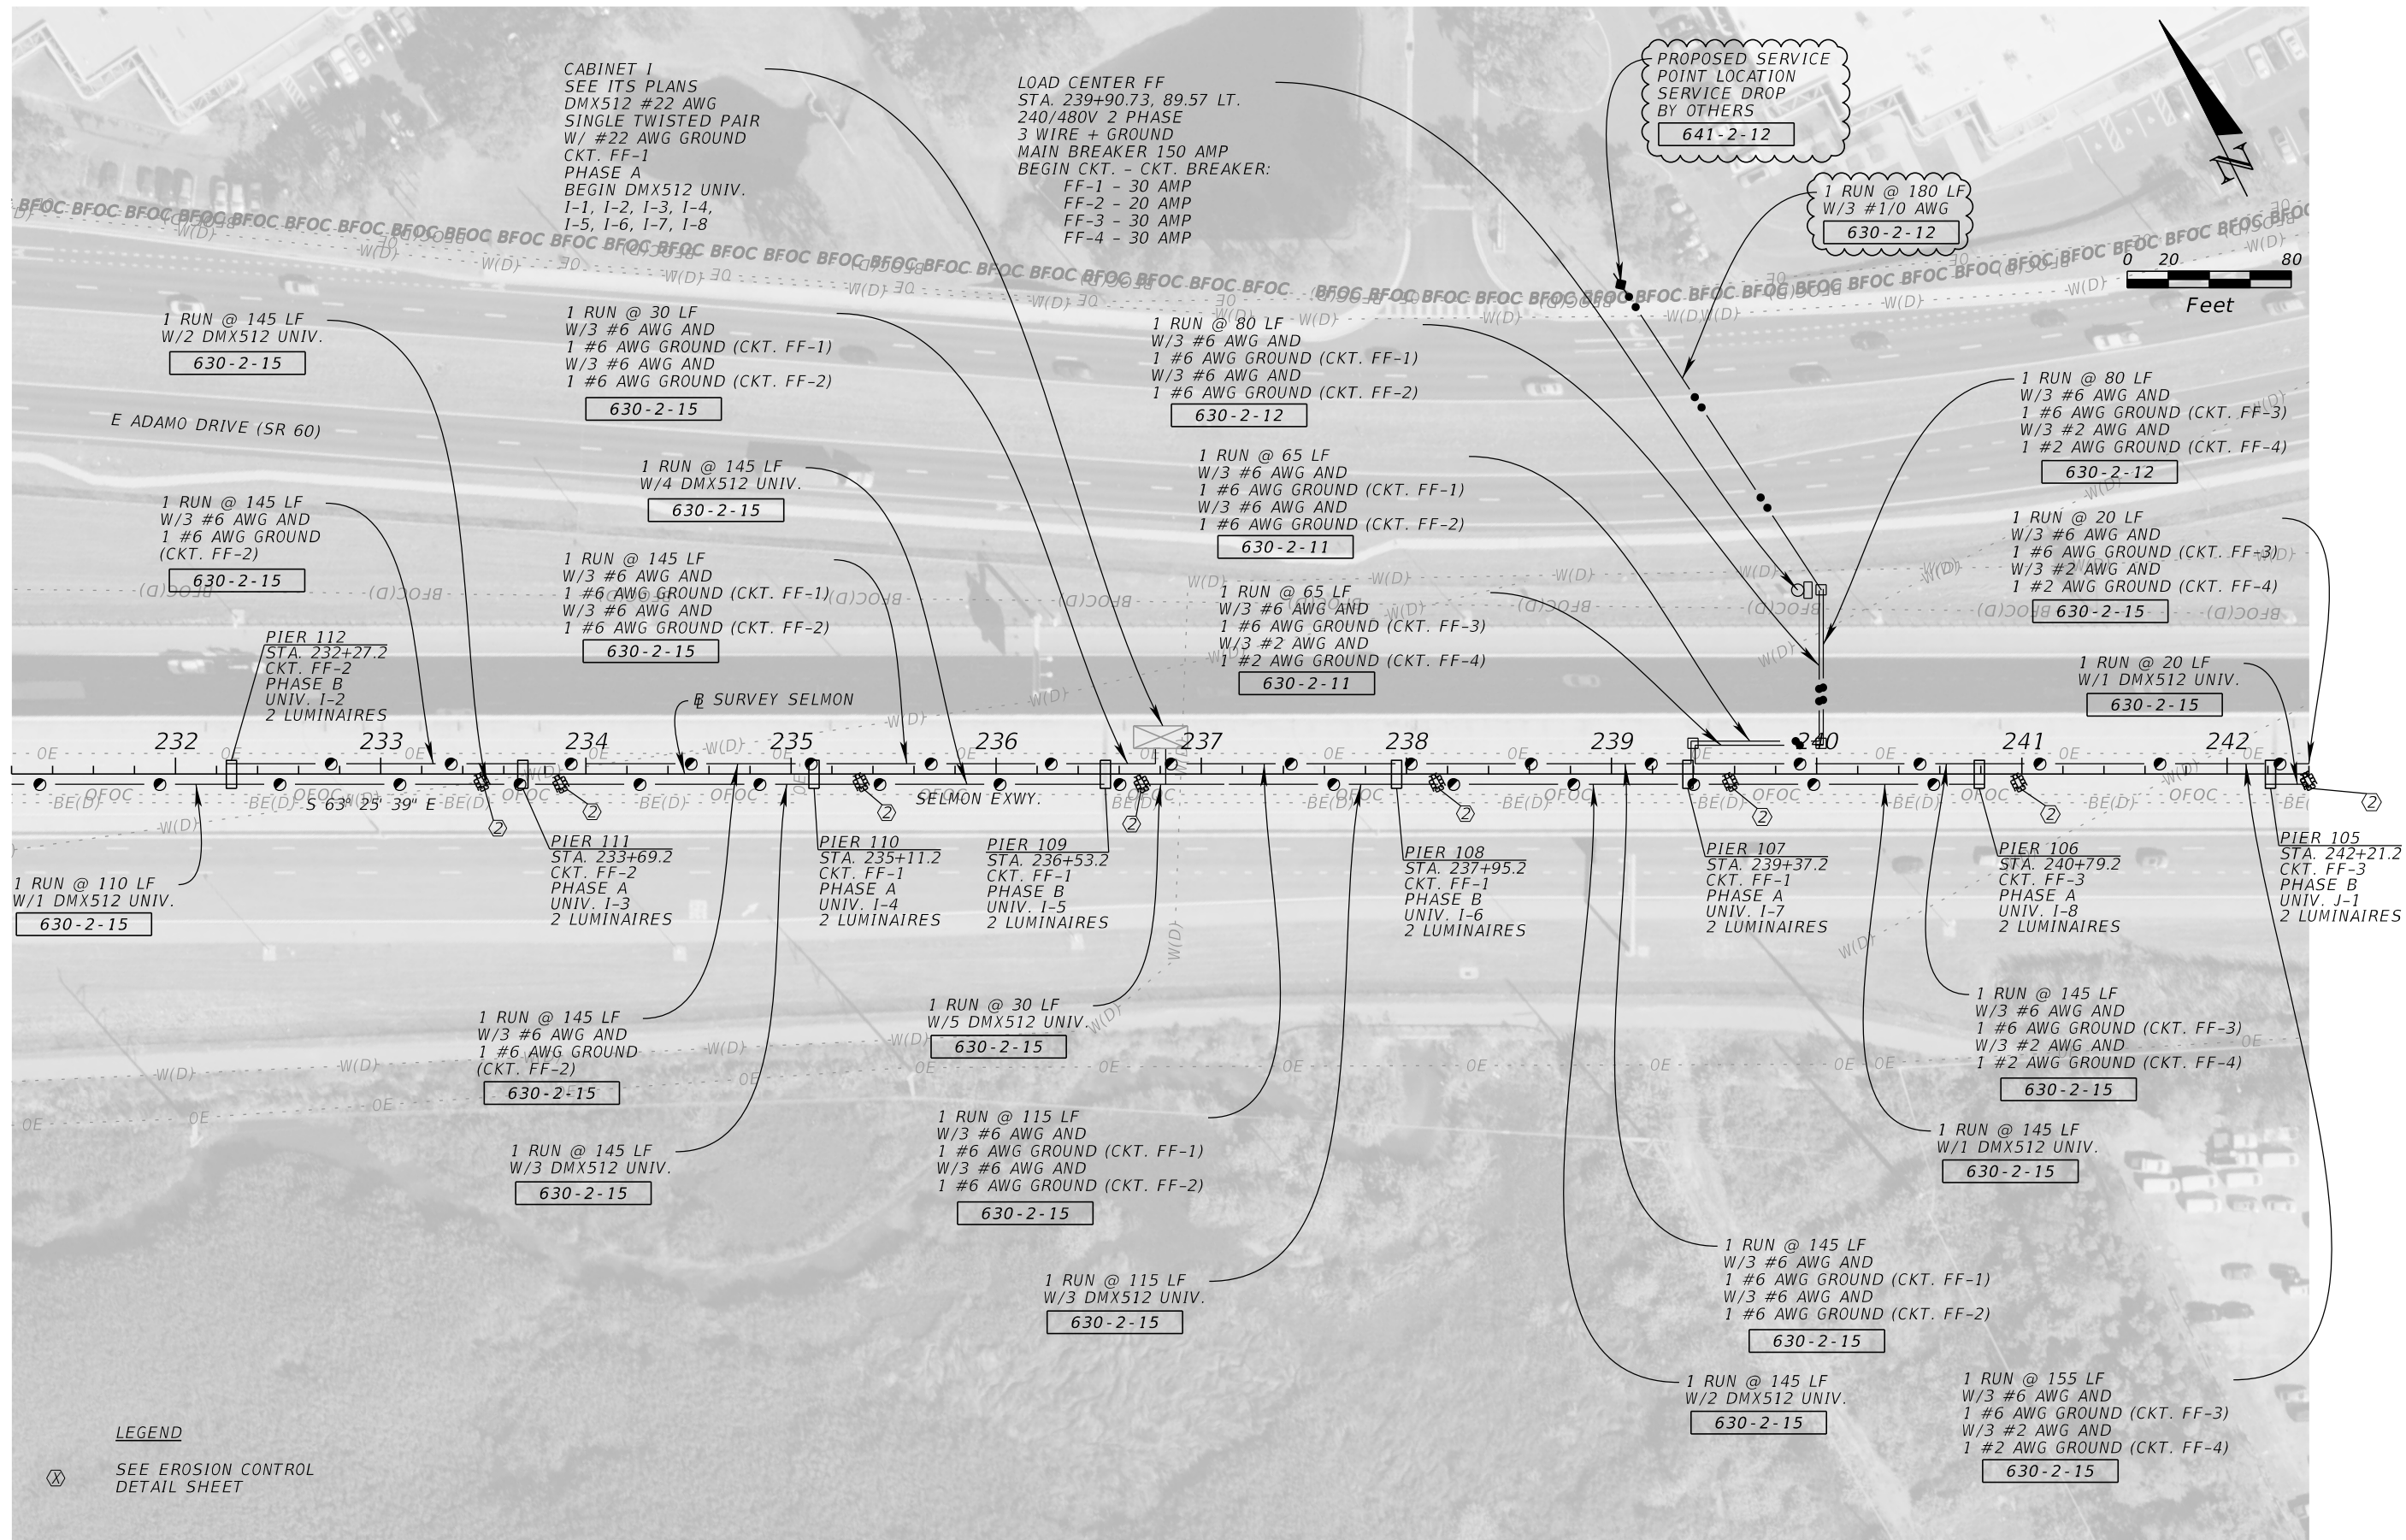 CABINET I
SEE ITS PLANS
DMX512 #22 AWG
SINGLE TWISTED PAIR
W/ #22 AWG GROUND
CKT. FF-1
PHASE A
BEGIN DMX512 UNIV.
I-1, I-2, I-3, I-4,
I-5, I-6, I-7, I-8
LOAD CENTER FF
STA. 239+90.73, 89.57 LT.
240/480V 2 PHASE
3 WIRE + GROUND
MAIN BREAKER 150 AMP
BEGIN CKT. - CKT. BREAKER:
FF-1 - 30 AMP
FF-2 - 20 AMP
FF-3 - 30 AMP
FF-4 - 30 AMP
PROPOSED SERVICE
POINT LOCATION
SERVICE DROP
BY OTHERS
641-2-12
1 RUN @ 180 LF
W/3 #1/0 AWG
630-2-12
N
0 20 80
Feet
BFOC BFOC BFOC BFOC BFOC BFOC BFOC BFOC BFOC BFOC BFOC BFOC BFOC BFOC BFOC BFOC BFOC BFOC BFOC BFOC BFOC BFOC BFOC BFOC
1 RUN @ 145 LF
W/2 DMX512 UNIV.
630-2-15
1 RUN @ 30 LF
W/3 #6 AWG AND
1 #6 AWG GROUND (CKT. FF-1)
W/3 #6 AWG AND
1 #6 AWG GROUND (CKT. FF-2)
630-2-15
1 RUN @ 80 LF
W/3 #6 AWG AND
1 #6 AWG GROUND (CKT. FF-1)
W/3 #6 AWG AND
1 #6 AWG GROUND (CKT. FF-2)
630-2-12
1 RUN @ 80 LF
W/3 #6 AWG AND
1 #6 AWG GROUND (CKT. FF-3)
W/3 #2 AWG AND
1 #2 AWG GROUND (CKT. FF-4)
630-2-12
E ADAMO DRIVE (SR 60)
1 RUN @ 145 LF
W/4 DMX512 UNIV.
630-2-15
1 RUN @ 65 LF
W/3 #6 AWG AND
1 #6 AWG GROUND (CKT. FF-1)
W/3 #6 AWG AND
1 #6 AWG GROUND (CKT. FF-2)
630-2-11
1 RUN @ 145 LF
W/3 #6 AWG AND
1 #6 AWG GROUND
(CKT. FF-2)
630-2-15
1 RUN @ 145 LF
W/3 #6 AWG AND
1 #6 AWG GROUND (CKT. FF-1)
W/3 #6 AWG AND
1 #6 AWG GROUND (CKT. FF-2)
630-2-15
1 RUN @ 65 LF
W/3 #6 AWG AND
1 #6 AWG GROUND (CKT. FF-3)
W/3 #2 AWG AND
1 #2 AWG GROUND (CKT. FF-4)
630-2-11
1 RUN @ 20 LF
W/3 #6 AWG AND
1 #6 AWG GROUND (CKT. FF-3)
W/3 #2 AWG AND
1 #2 AWG GROUND (CKT. FF-4)
630-2-15
1 RUN @ 20 LF
W/1 DMX512 UNIV.
630-2-15
PIER 112
STA. 232+27.2
CKT. FF-2
PHASE B
UNIV. I-2
2 LUMINAIRES
BL SURVEY SELMON
232 233 234 235 236 237 238 239 240 241 242
S 63° 25' 39" E
SELMON EXWY.
2 2 2 2 2 2 2 2
PIER 111
STA. 233+69.2
CKT. FF-2
PHASE A
UNIV. I-3
2 LUMINAIRES
PIER 110
STA. 235+11.2
CKT. FF-1
PHASE A
UNIV. I-4
2 LUMINAIRES
PIER 109
STA. 236+53.2
CKT. FF-1
PHASE B
UNIV. I-5
2 LUMINAIRES
PIER 108
STA. 237+95.2
CKT. FF-1
PHASE B
UNIV. I-6
2 LUMINAIRES
PIER 107
STA. 239+37.2
CKT. FF-1
PHASE A
UNIV. I-7
2 LUMINAIRES
PIER 106
STA. 240+79.2
CKT. FF-3
PHASE A
UNIV. I-8
2 LUMINAIRES
PIER 105
STA. 242+21.2
CKT. FF-3
PHASE B
UNIV. J-1
2 LUMINAIRES
1 RUN @ 110 LF
W/1 DMX512 UNIV.
630-2-15
1 RUN @ 145 LF
W/3 #6 AWG AND
1 #6 AWG GROUND
(CKT. FF-2)
630-2-15
1 RUN @ 30 LF
W/5 DMX512 UNIV.
630-2-15
1 RUN @ 145 LF
W/3 #6 AWG AND
1 #6 AWG GROUND (CKT. FF-3)
W/3 #2 AWG AND
1 #2 AWG GROUND (CKT. FF-4)
630-2-15
1 RUN @ 145 LF
W/3 DMX512 UNIV.
630-2-15
1 RUN @ 115 LF
W/3 #6 AWG AND
1 #6 AWG GROUND (CKT. FF-1)
W/3 #6 AWG AND
1 #6 AWG GROUND (CKT. FF-2)
630-2-15
1 RUN @ 145 LF
W/1 DMX512 UNIV.
630-2-15
1 RUN @ 115 LF
W/3 DMX512 UNIV.
630-2-15
1 RUN @ 145 LF
W/3 #6 AWG AND
1 #6 AWG GROUND (CKT. FF-1)
W/3 #6 AWG AND
1 #6 AWG GROUND (CKT. FF-2)
630-2-15
1 RUN @ 145 LF
W/2 DMX512 UNIV.
630-2-15
1 RUN @ 155 LF
W/3 #6 AWG AND
1 #6 AWG GROUND (CKT. FF-3)
W/3 #2 AWG AND
1 #2 AWG GROUND (CKT. FF-4)
630-2-15
LEGEND
X SEE EROSION CONTROL
DETAIL SHEET